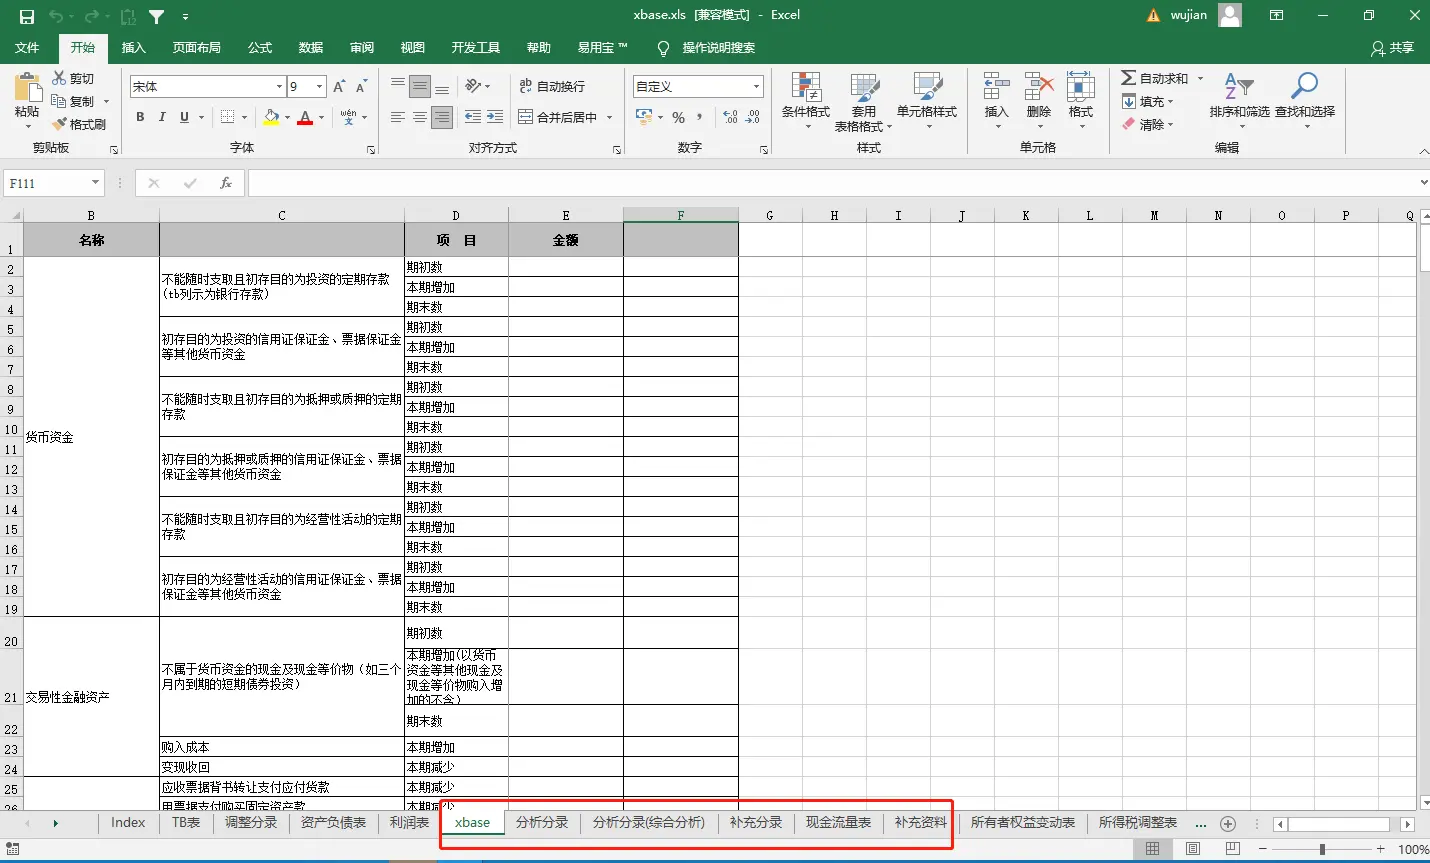 xbase.xls [兼容模式] - Excel
wujian
文件 开始 插入 页面布局 公式 数据 审阅 视图 开发工具 帮助 易用宝 ™ 操作说明搜索 共享
粘贴 剪切 复制 格式刷 剪贴板
宋体 9 B I U wén 字体
自动换行 合并后居中 对齐方式
自定义 % , 数字
条件格式 套用 表格格式 单元格样式 样式
插入 删除 格式 单元格
自动求和 填充 清除 排序和筛选 查找和选择 编辑
F111 fx
B C D E F G H I J K L M N O P Q
1 名称 项 目 金额
2 期初数
不能随时支取且初存目的为投资的定期存款
3 (tb列示为银行存款) 本期增加
4 期末数
5 期初数
初存目的为投资的信用证保证金、票据保证金
6 等其他货币资金 本期增加
7 期末数
8 期初数
不能随时支取且初存目的为抵押或质押的定期
9 存款 本期增加
10 期末数
货币资金
11 期初数
初存目的为抵押或质押的信用证保证金、票据
12 保证金等其他货币资金 本期增加
13 期末数
14 期初数
不能随时支取且初存目的为经营性活动的定期
15 存款 本期增加
16 期末数
17 期初数
初存目的为经营性活动的信用证保证金、票据
18 保证金等其他货币资金 本期增加
19 期末数
20 期初数
21 交易性金融资产
不属于货币资金的现金及现金等价物(如三个
月内到期的短期债券投资)
本期增加(以货币
资金等其他现金及
现金等价物购入增
加的不含)
22 期末数
23 购入成本 本期增加
24 变现收回 本期减少
25 应收票据背书转让支付应付货款 本期减少
26 用票据支付购买固定资产款 本期减少
Index TB表 调整分录 资产负债表 利润表 xbase 分析分录 分析分录(综合分析) 补充分录 现金流量表 补充资料 所有者权益变动表 所得税调整表 ...
100%